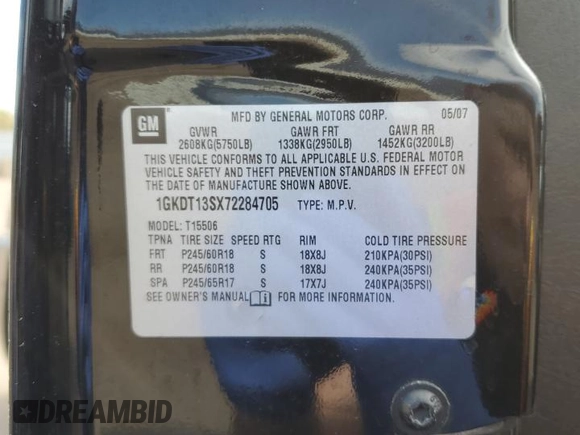 GM
MFD BY GENERAL MOTORS CORP. 05/07
GVWR GAWR FRT GAWR RR
2608KG(5750LB) 1338KG(2950LB) 1452KG(3200LB)
THIS VEHICLE CONFORMS TO ALL APPLICABLE U.S. FEDERAL MOTOR
VEHICLE SAFETY AND THEFT PREVENTION STANDARDS IN EFFECT ON
THE DATE OF MANUFACTURE SHOWN ABOVE.
1GKDT13SX72284705 TYPE: M.P.V.
MODEL: T15506
TPNA TIRE SIZE SPEED RTG RIM COLD TIRE PRESSURE
FRT P245/60R18 S 18X8J 210KPA(30PSI)
RR P245/60R18 S 18X8J 240KPA(35PSI)
SPA P245/65R17 S 17X7J 240KPA(35PSI)
SEE OWNER'S MANUAL FOR MORE INFORMATION.
DREAMBID